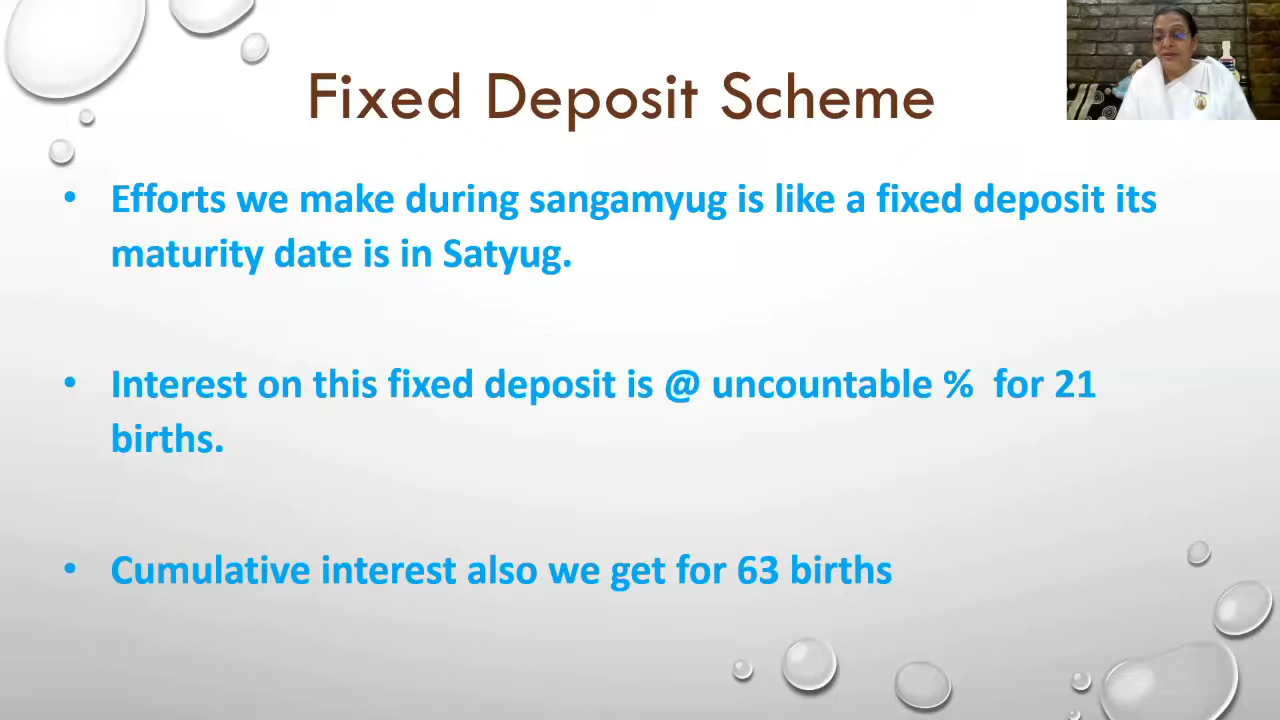 Fixed Deposit Scheme
• Efforts we make during sangamyug is like a fixed deposit its
maturity date is in Satyug.
• Interest on this fixed deposit is @ uncountable % for 21
births.
• Cumulative interest also we get for 63 births